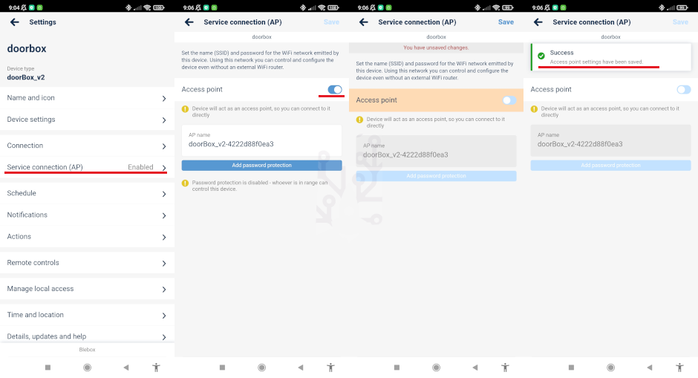 9:04
Settings
doorbox
Device type
doorBox_v2
Name and icon
Device settings
Connection
Service connection (AP)
Enabled
Schedule
Notifications
Actions
Remote controls
Manage local access
Time and location
Details, updates and help
Blebox
9:06
Service connection (AP)
Save
doorbox
Set the name (SSID) and password for the WiFi network emitted by
this device. Using this network you can control and configure the
device even without an external WiFi router.
Access point
Device will act as an access point, so you can connect to it
directly
AP name
doorBox_v2-4222d88f0ea3
Add password protection
Password protection is disabled - whoever is in range can
control this device.
9:06
Service connection (AP)
Save
doorbox
You have unsaved changes.
Set the name (SSID) and password for the WiFi network emitted by
this device. Using this network you can control and configure the
device even without an external WiFi router.
Access point
Device will act as an access point, so you can connect to it
directly
AP name
doorBox_v2-4222d88f0ea3
Add password protection
9:06
Service connection (AP)
Save
doorbox
Success
Access point settings have been saved.
Access point
Device will act as an access point, so you can connect to it
directly
AP name
doorBox_v2-4222d88f0ea3
Add password protection